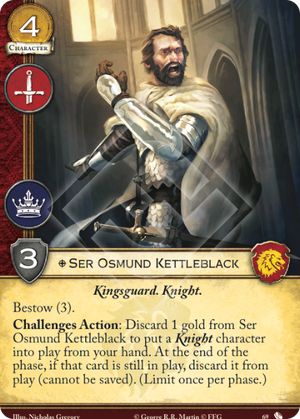 4
CHARACTER
3
SER OSMUND KETTLEBLACK
Kingsguard. Knight.
Bestow (3).
Challenges Action: Discard 1 gold from Ser
Osmund Kettleblack to put a Knight character
into play from your hand. At the end of the
phase, if that card is still in play, discard it from
play (cannot be saved). (Limit once per phase.)
Illus. Nicholas Gregory
© George R.R. Martin © FFG